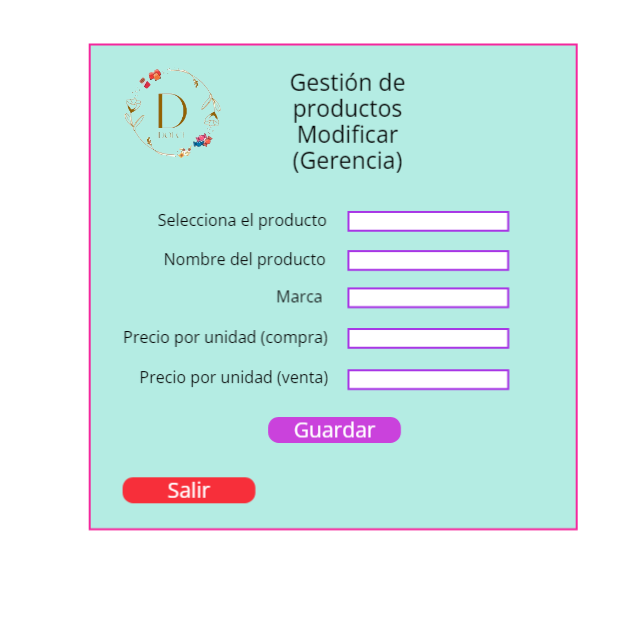 D
Gestión de
productos
Modificar
(Gerencia)
Selecciona el producto
Nombre del producto
Marca
Precio por unidad (compra)
Precio por unidad (venta)
Guardar
Salir